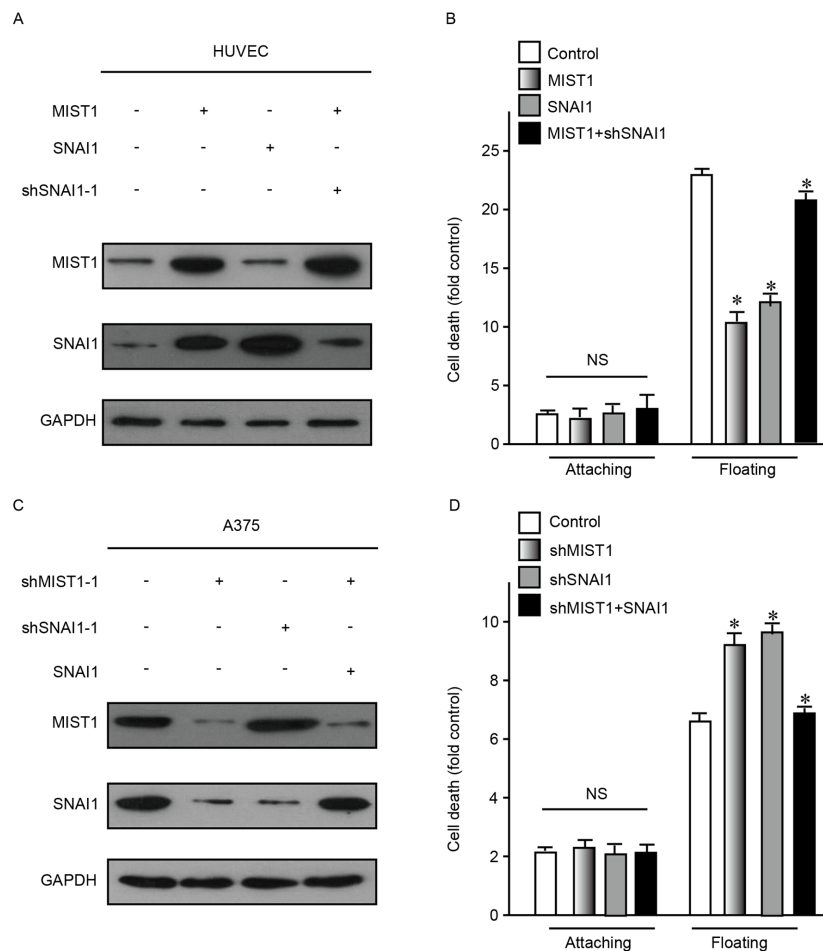 A
HUVEC
MIST1 - + - +
SNAI1 - - + -
shSNAI1-1 - - - +
MIST1
SNAI1
GAPDH
B
Control
MIST1
SNAI1
MIST1+shSNAI1
Cell death (fold control)
25
20
15
10
5
0
NS
* * *
Attaching Floating
C
A375
shMIST1-1 - + - +
shSNAI1-1 - - + -
SNAI1 - - - +
MIST1
SNAI1
GAPDH
D
Control
shMIST1
shSNAI1
shMIST1+SNAI1
Cell death (fold control)
10
8
6
4
2
0
NS
* * *
Attaching Floating